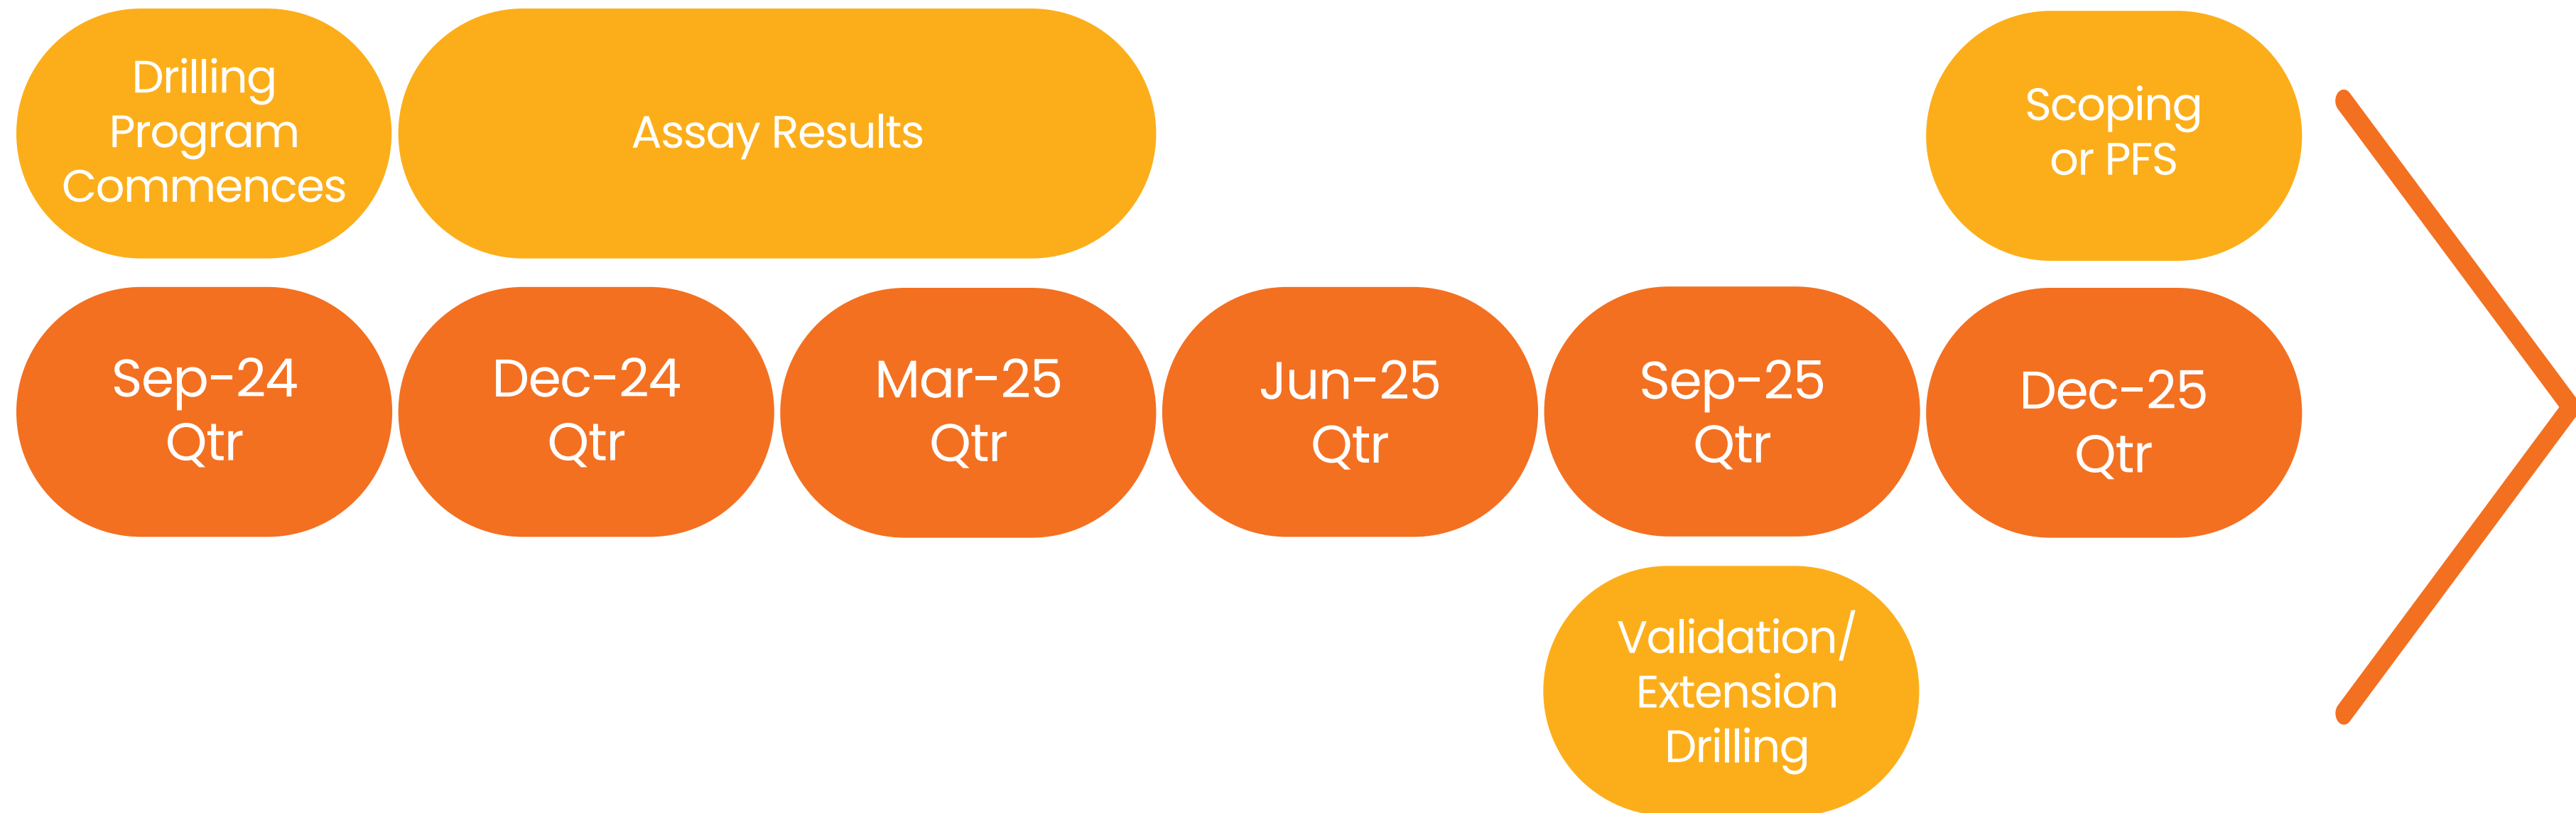 Drilling
Program
Commences
Assay Results
Scoping
or PFS
Sep-24
Qtr
Dec-24
Qtr
Mar-25
Qtr
Jun-25
Qtr
Sep-25
Qtr
Dec-25
Qtr
Validation/
Extension
Drilling